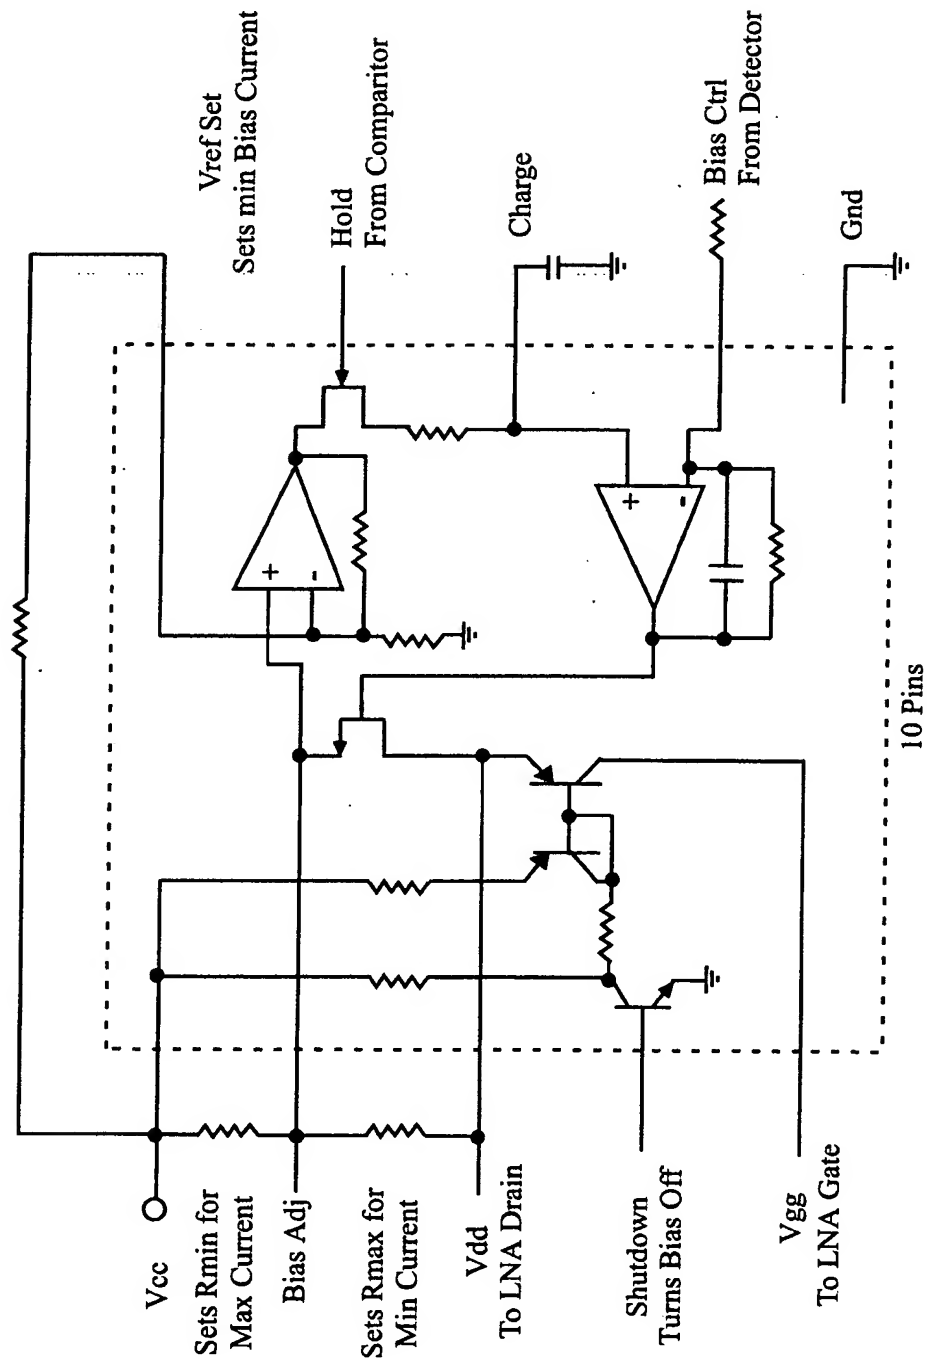 Vref Set
Sets min Bias Current
Hold
From Comparitor
Charge
Bias Ctrl
From Detector
Gnd
+
-
+
-
Vcc
Sets Rmin for
Max Current
Bias Adj
Sets Rmax for
Min Current
Vdd
To LNA Drain
Shutdown
Turns Bias Off
Vgg
To LNA Gate
10 Pins